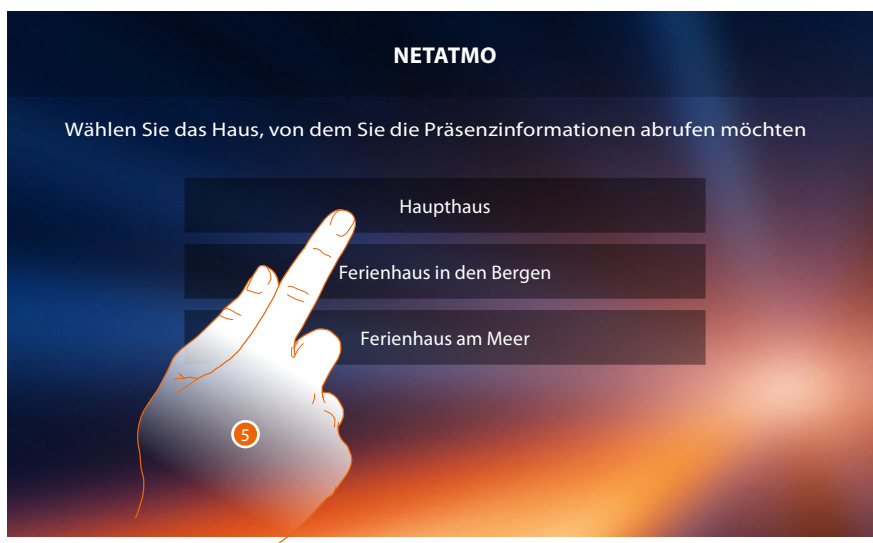 NETATMO
Wählen Sie das Haus, von dem Sie die Präsenzinformationen abrufen möchten
Haupthaus
Ferienhaus in den Bergen
Ferienhaus am Meer
5